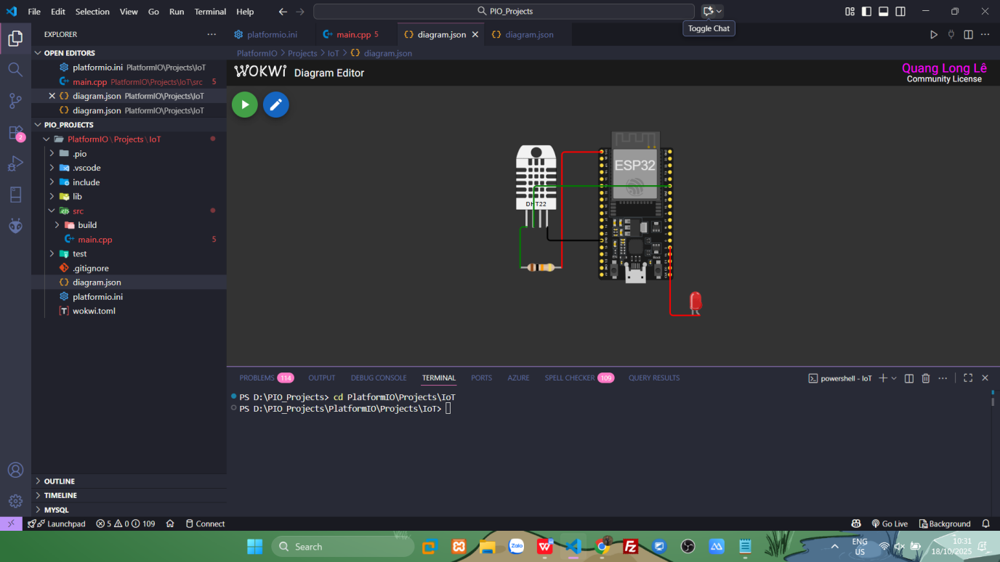 File Edit Selection View Go Run Terminal Help
PIO_Projects
Toggle Chat
EXPLORER
platformio.ini
main.cpp 5
diagram.json
diagram.json
OPEN EDITORS
platformio.ini PlatformIO\Projects\IoT
main.cpp PlatformIO\Projects\IoT\src 5
diagram.json PlatformIO\Projects\IoT
diagram.json PlatformIO\Projects\IoT
PIO_PROJECTS
PlatformIO \ Projects \ IoT
.pio
.vscode
include
lib
src
build
main.cpp 5
test
.gitignore
diagram.json
platformio.ini
wokwi.toml
OUTLINE
TIMELINE
MYSQL
2
PlatformIO > Projects > IoT > {} diagram.json
WOKWI Diagram Editor
Quang Long Lê
Community License
DHT22
ESP32
PROBLEMS 114 OUTPUT DEBUG CONSOLE TERMINAL PORTS AZURE SPELL CHECKER 109 QUERY RESULTS
powershell - IoT
PS D:\PIO_Projects> cd PlatformIO\Projects\IoT
PS D:\PIO_Projects\PlatformIO\Projects\IoT>
Launchpad 5 0 109 Connect
Go Live Background
Search
Zalo
ENG
US
10:31
18/10/2025